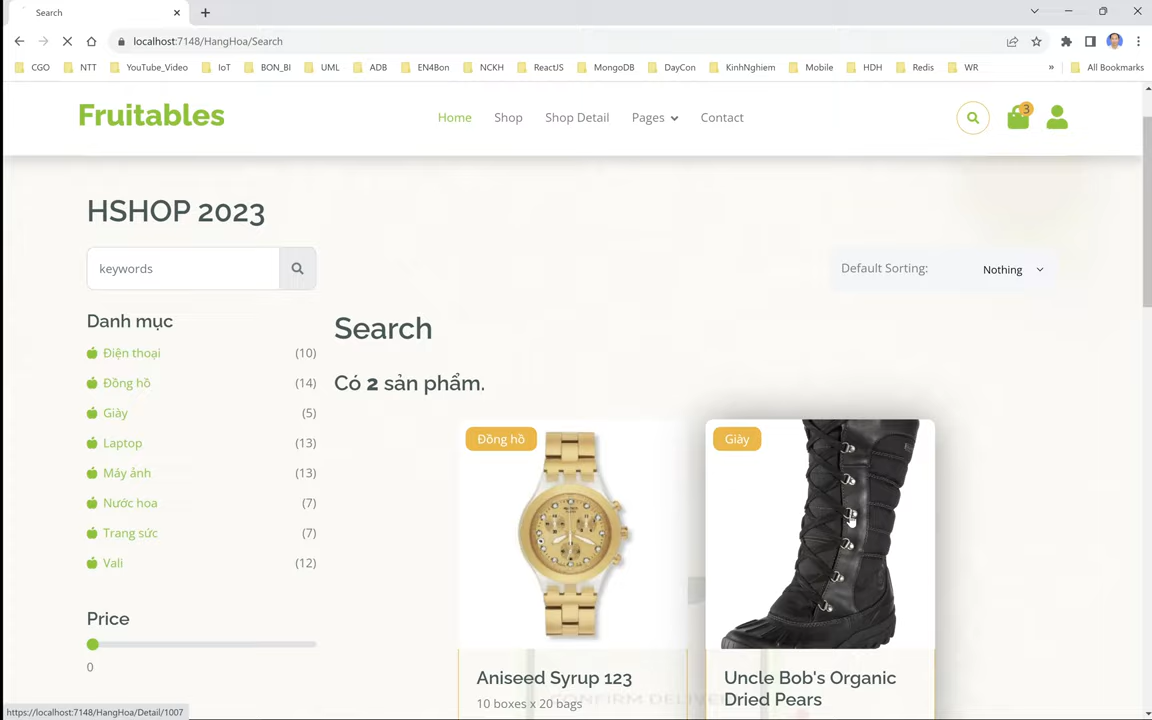 Search
localhost:7148/HangHoa/Search
CGO NTT YouTube_Video IoT BON_BI UML ADB EN4Bon NCKH ReactJS MongoDB DayCon KinhNghiem Mobile HDH Redis WR » All Bookmarks
Fruitables
Home Shop Shop Detail Pages Contact
3
HSHOP 2023
keywords
Default Sorting: Nothing
Danh mục
Điện thoại (10)
Đồng hồ (14)
Giày (5)
Laptop (13)
Máy ảnh (13)
Nước hoa (7)
Trang sức (7)
Vali (12)
Price
0
Search
Có 2 sản phẩm.
Đồng hồ
Giày
Aniseed Syrup 123
10 boxes x 20 bags
Uncle Bob's Organic
Dried Pears
https://localhost:7148/HangHoa/Detail/1007